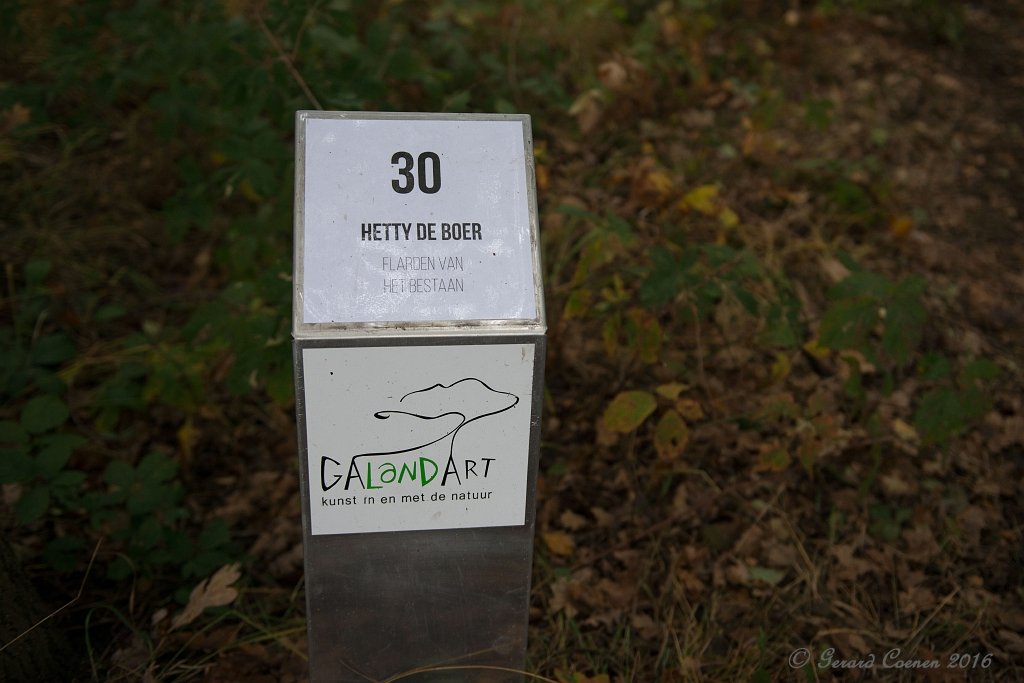 30
HETTY DE BOER
FLARDEN VAN
HET BESTAAN
GALANDART
kunst in en met de natuur
© Gerard Coenen 2016